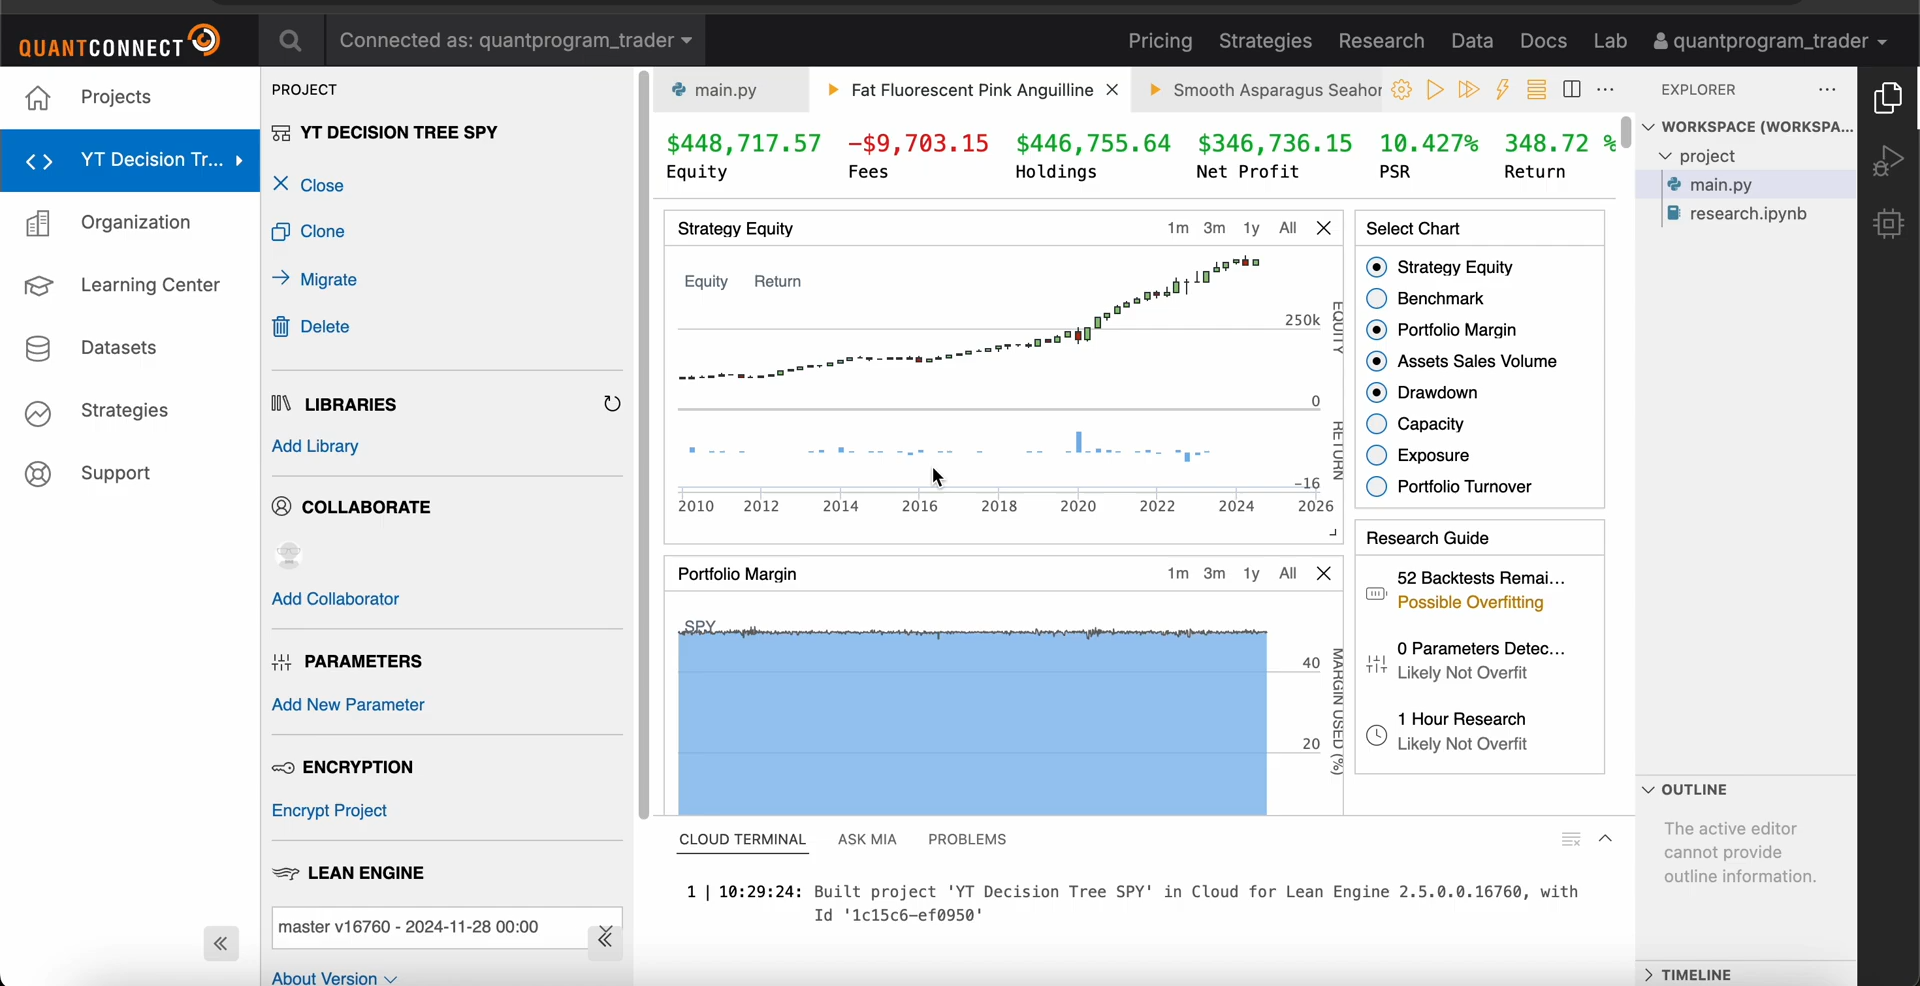 QUANTCONNECT
Connected as: quantprogram_trader
Pricing
Strategies
Research
Data
Docs
Lab
quantprogram_trader
Projects
YT Decision Tr...
Organization
Learning Center
Datasets
Strategies
Support
PROJECT
YT DECISION TREE SPY
Close
Clone
Migrate
Delete
LIBRARIES
Add Library
COLLABORATE
Add Collaborator
PARAMETERS
Add New Parameter
ENCRYPTION
Encrypt Project
LEAN ENGINE
master v16760 - 2024-11-28 00:00
About Version
main.py
Fat Fluorescent Pink Anguilline
Smooth Asparagus Seahor
$448,717.57 -$9,703.15 $446,755.64 $346,736.15 10.427% 348.72 %
Equity Fees Holdings Net Profit PSR Return
Strategy Equity
1m 3m 1y All
Equity Return
250k
0
-16
EQUITY
RETURN
2010 2012 2014 2016 2018 2020 2022 2024 2026
Portfolio Margin
1m 3m 1y All
SPY
40
20
MARGIN USED (%)
Select Chart
Strategy Equity
Benchmark
Portfolio Margin
Assets Sales Volume
Drawdown
Capacity
Exposure
Portfolio Turnover
Research Guide
52 Backtests Remai...
Possible Overfitting
0 Parameters Detec...
Likely Not Overfit
1 Hour Research
Likely Not Overfit
CLOUD TERMINAL
ASK MIA
PROBLEMS
1 | 10:29:24: Built project 'YT Decision Tree SPY' in Cloud for Lean Engine 2.5.0.0.16760, with
Id '1c15c6-ef0950'
EXPLORER
WORKSPACE (WORKSPA...
project
main.py
research.ipynb
OUTLINE
The active editor
cannot provide
outline information.
TIMELINE